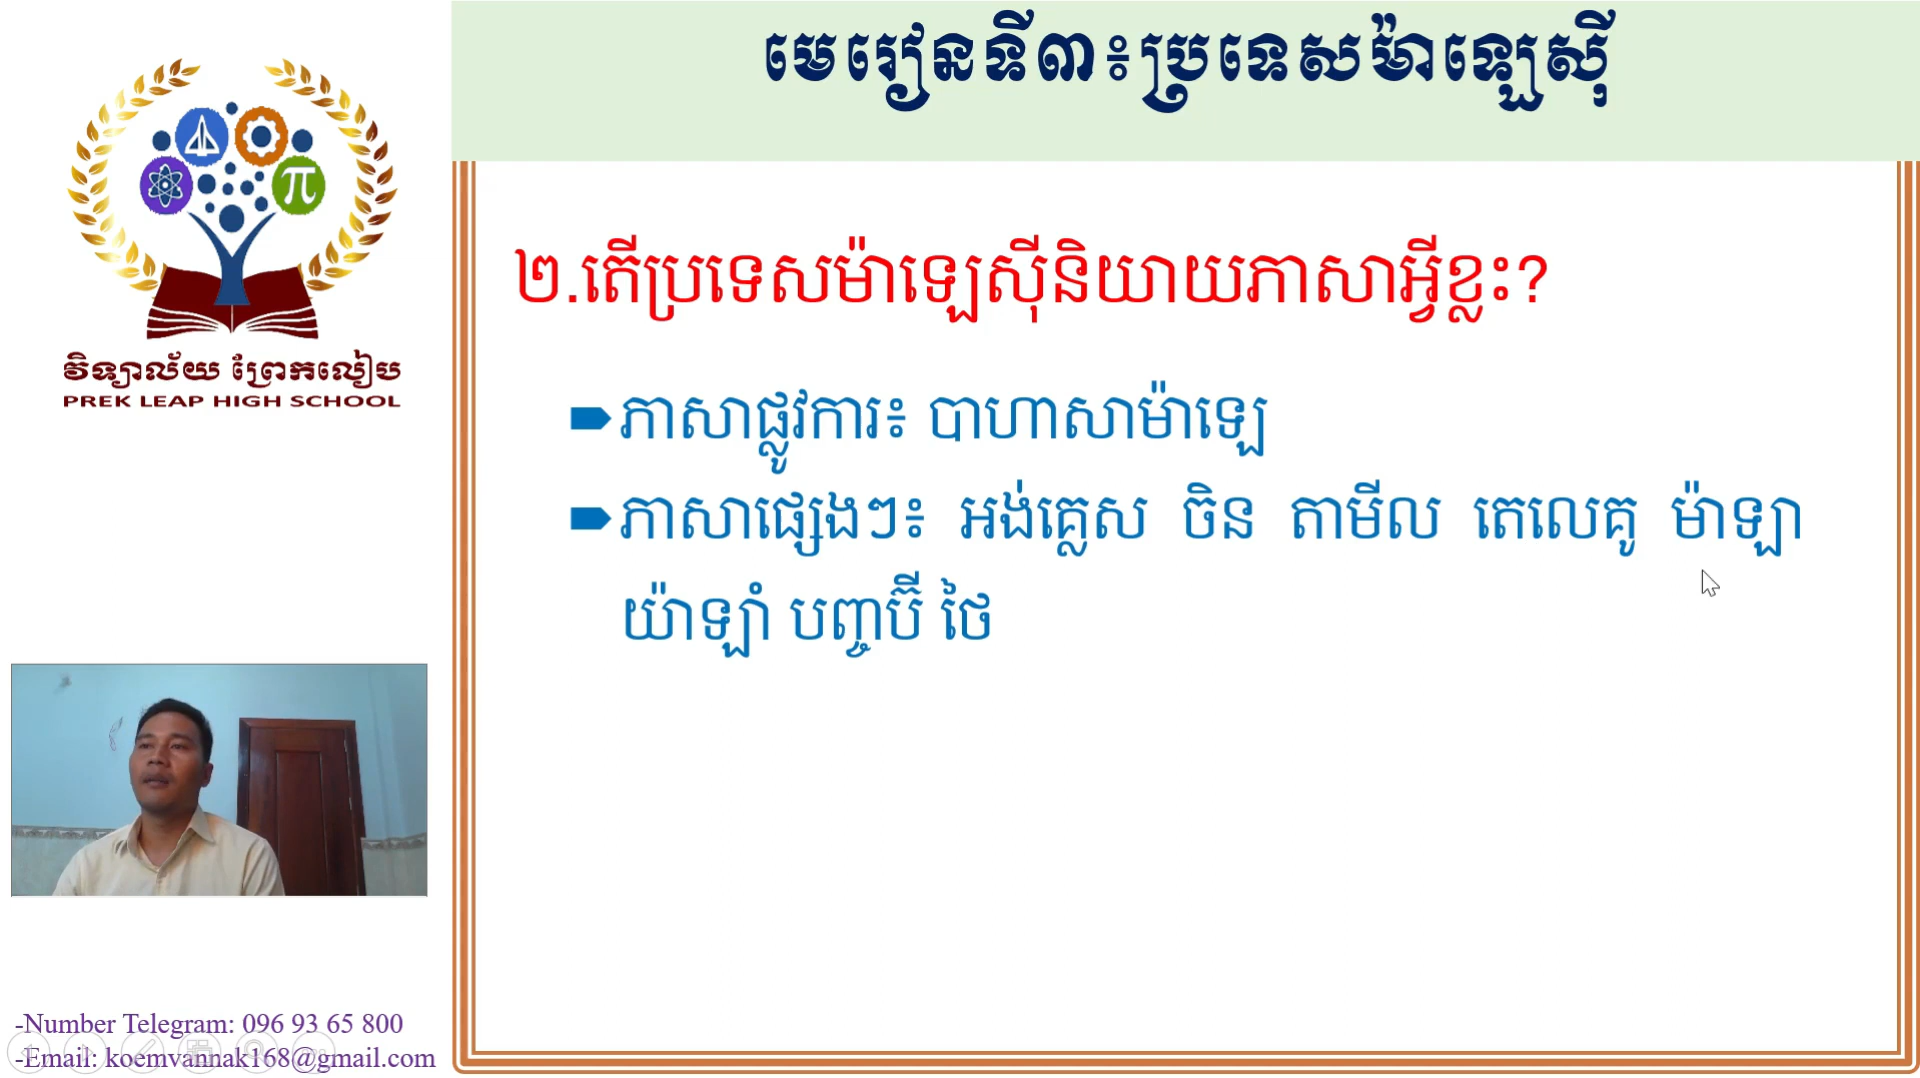 មេរៀនទី៣៖ប្រទេសម៉ាឡេស៊ី
វិទ្យាល័យ ព្រែកលៀប
PREK LEAP HIGH SCHOOL
២.តើប្រទេសម៉ាឡេស៊ីនិយាយភាសាអ្វីខ្លះ?
ភាសាផ្លូវការ៖ បាហាសាម៉ាឡេ
ភាសាផ្សេងៗ៖ អង់គ្លេស ចិន តាមីល តេលេគូ ម៉ាឡា
យ៉ាឡាំ បញ្ចប៊ី ថៃ
-Number Telegram: 096 93 65 800
-Email: koemvannak168@gmail.com